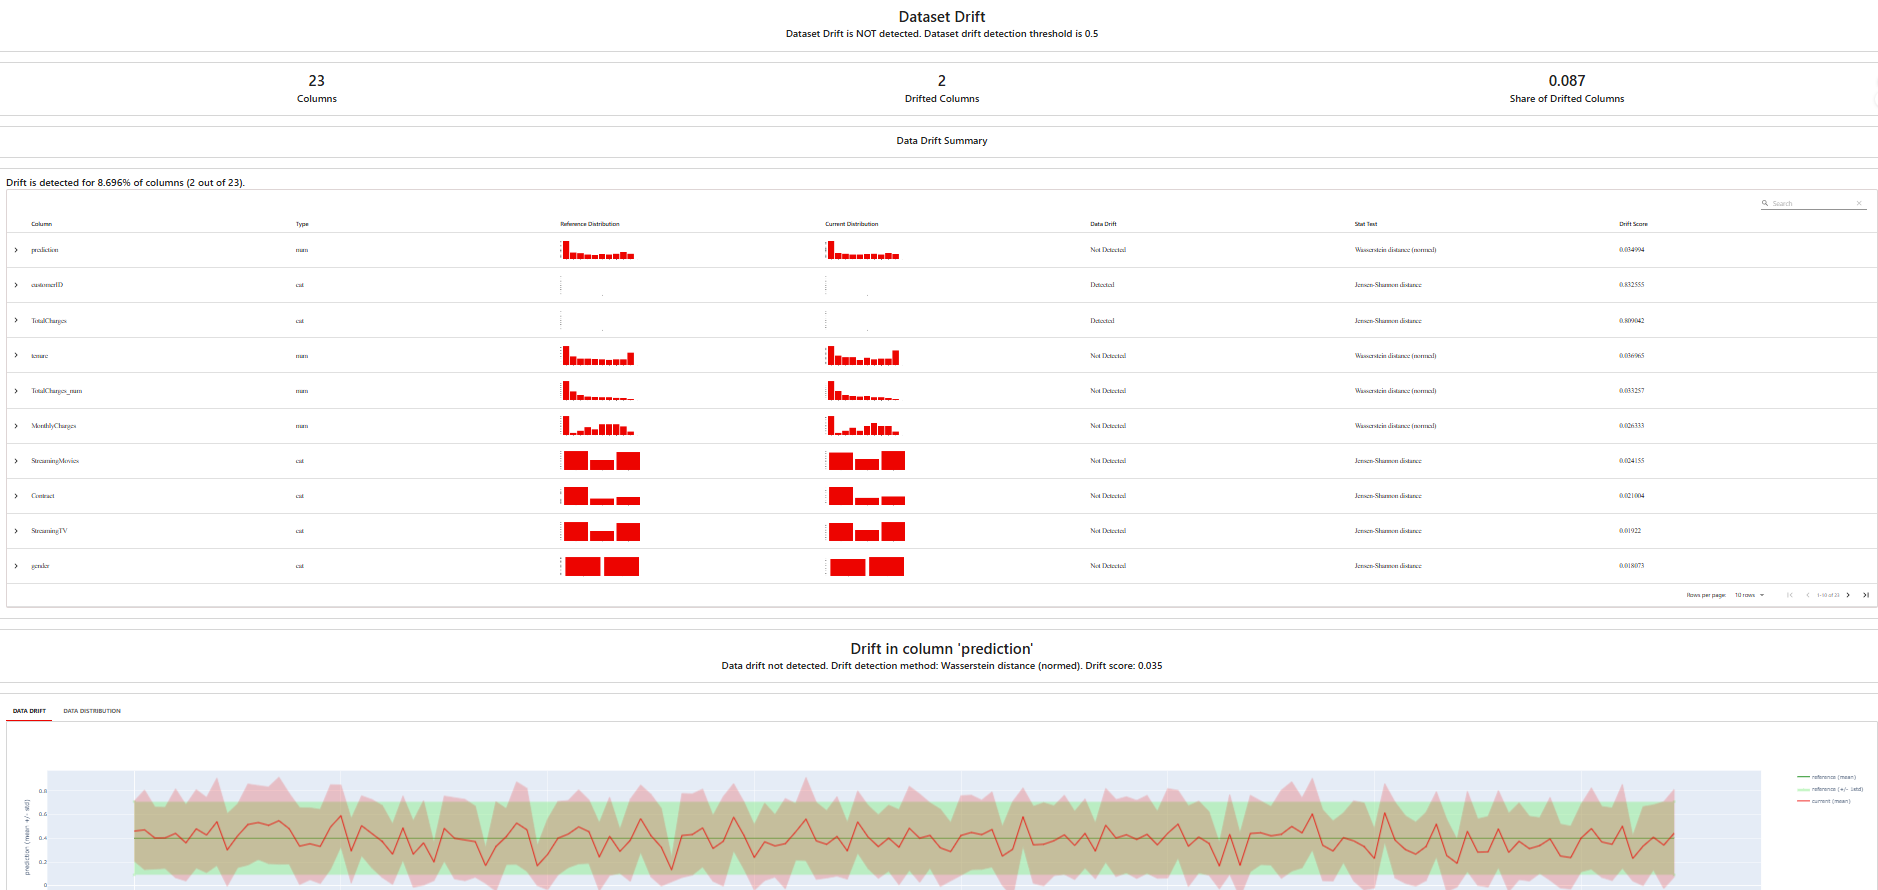 Dataset Drift
Dataset Drift is NOT detected. Dataset drift detection threshold is 0.5
23
Columns
2
Drifted Columns
0.087
Share of Drifted Columns
Data Drift Summary
Drift is detected for 8.696% of columns (2 out of 23).
Search
Column Type Reference Distribution Current Distribution Data Drift Stat Test Drift Score
prediction num Not Detected Wasserstein distance (normed) 0.034994
customerID cat Detected Jensen-Shannon distance 0.832555
TotalCharges cat Detected Jensen-Shannon distance 0.809042
tenure num Not Detected Wasserstein distance (normed) 0.036965
TotalCharges_num num Not Detected Wasserstein distance (normed) 0.033257
MonthlyCharges num Not Detected Wasserstein distance (normed) 0.026333
StreamingMovies cat Not Detected Jensen-Shannon distance 0.024155
Contract cat Not Detected Jensen-Shannon distance 0.021004
StreamingTV cat Not Detected Jensen-Shannon distance 0.01922
gender cat Not Detected Jensen-Shannon distance 0.018073
Rows per page: 10 rows 1-10 of 23
Drift in column 'prediction'
Data drift not detected. Drift detection method: Wasserstein distance (normed). Drift score: 0.035
DATA DRIFT DATA DISTRIBUTION
prediction (mean +/- std)
0.8
0.6
0.4
0.2
0
reference (mean)
reference (+/- 1std)
current (mean)